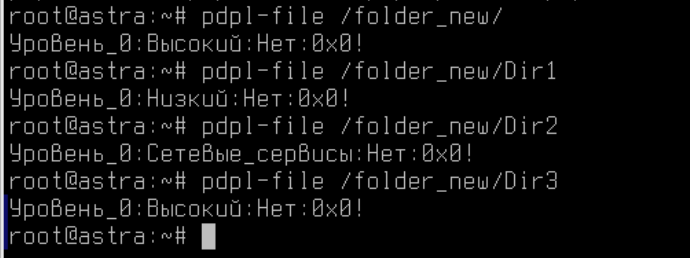 root@astra:~# pdpl-file /folder_new/
Уровень_0:Высокий:Нет:0x0!
root@astra:~# pdpl-file /folder_new/Dir1
Уровень_0:Низкий:Нет:0x0!
root@astra:~# pdpl-file /folder_new/Dir2
Уровень_0:Сетевые_сервисы:Нет:0x0!
root@astra:~# pdpl-file /folder_new/Dir3
Уровень_0:Высокий:Нет:0x0!
root@astra:~#